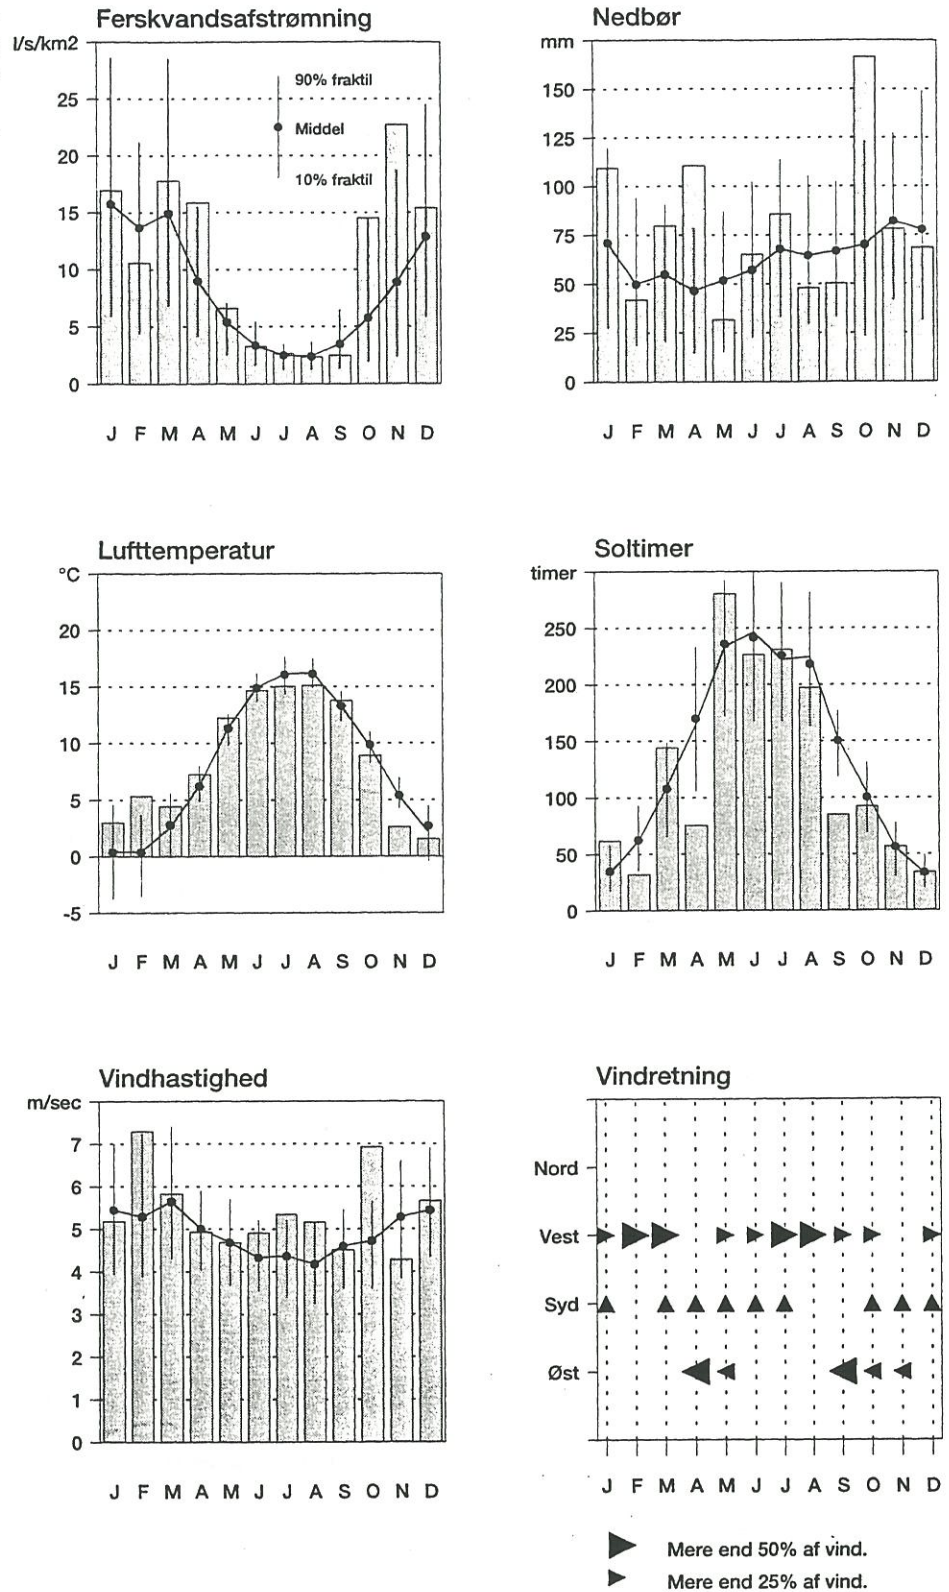 Ferskvandsafstrømning
l/s/km2
25
20
15
10
5
0
90% fraktil
Middel
10% fraktil
J F M A M J J A S O N D
Nedbør
mm
150
125
100
75
50
25
0
J F M A M J J A S O N D
Lufttemperatur
°C
20
15
10
5
0
-5
J F M A M J J A S O N D
Soltimer
timer
250
200
150
100
50
0
J F M A M J J A S O N D
Vindhastighed
m/sec
7
6
5
4
3
2
1
0
J F M A M J J A S O N D
Vindretning
Nord
Vest
Syd
Øst
J F M A M J J A S O N D
Mere end 50% af vind.
Mere end 25% af vind.